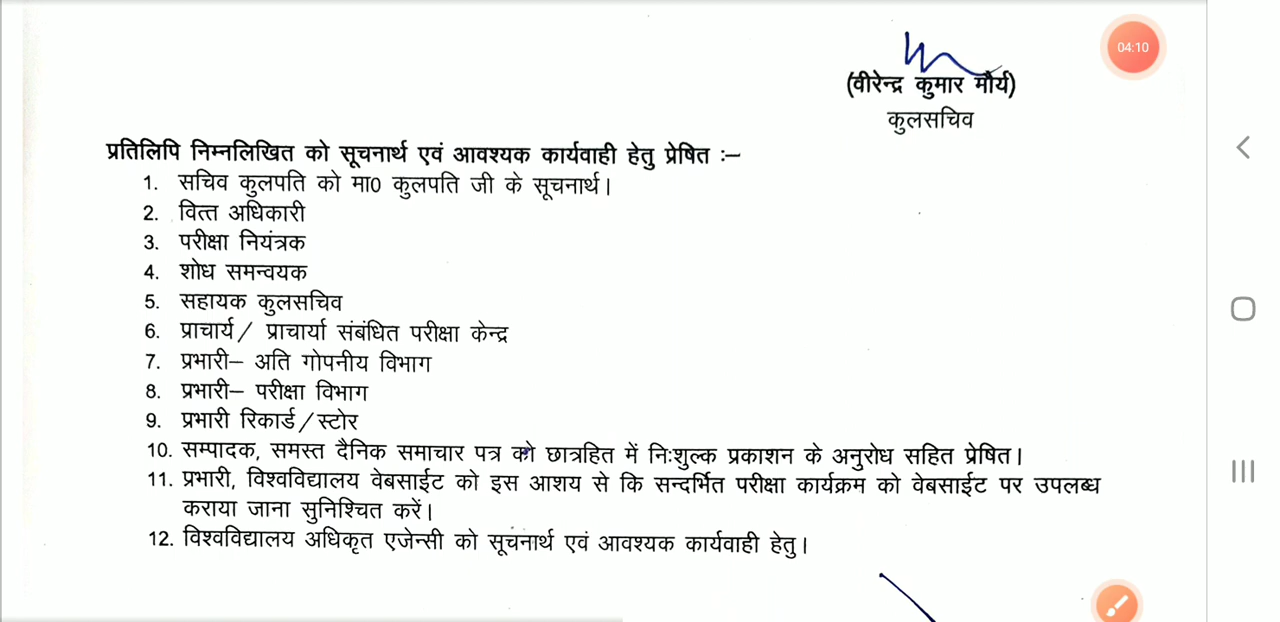 04:10
(वीरेन्द्र कुमार मौर्य)
कुलसचिव
प्रतिलिपि निम्नलिखित को सूचनार्थ एवं आवश्यक कार्यवाही हेतु प्रेषित :–
1. सचिव कुलपति को मा0 कुलपति जी के सूचनार्थ।
2. वित्त अधिकारी
3. परीक्षा नियंत्रक
4. शोध समन्वयक
5. सहायक कुलसचिव
6. प्राचार्य/ प्राचार्या संबंधित परीक्षा केन्द्र
7. प्रभारी– अति गोपनीय विभाग
8. प्रभारी– परीक्षा विभाग
9. प्रभारी रिकार्ड/स्टोर
10. सम्पादक, समस्त दैनिक समाचार पत्र को छात्रहित में निःशुल्क प्रकाशन के अनुरोध सहित प्रेषित।
11. प्रभारी, विश्वविद्यालय वेबसाईट को इस आशय से कि सन्दर्भित परीक्षा कार्यक्रम को वेबसाईट पर उपलब्ध
कराया जाना सुनिश्चित करें।
12. विश्वविद्यालय अधिकृत एजेन्सी को सूचनार्थ एवं आवश्यक कार्यवाही हेतु।